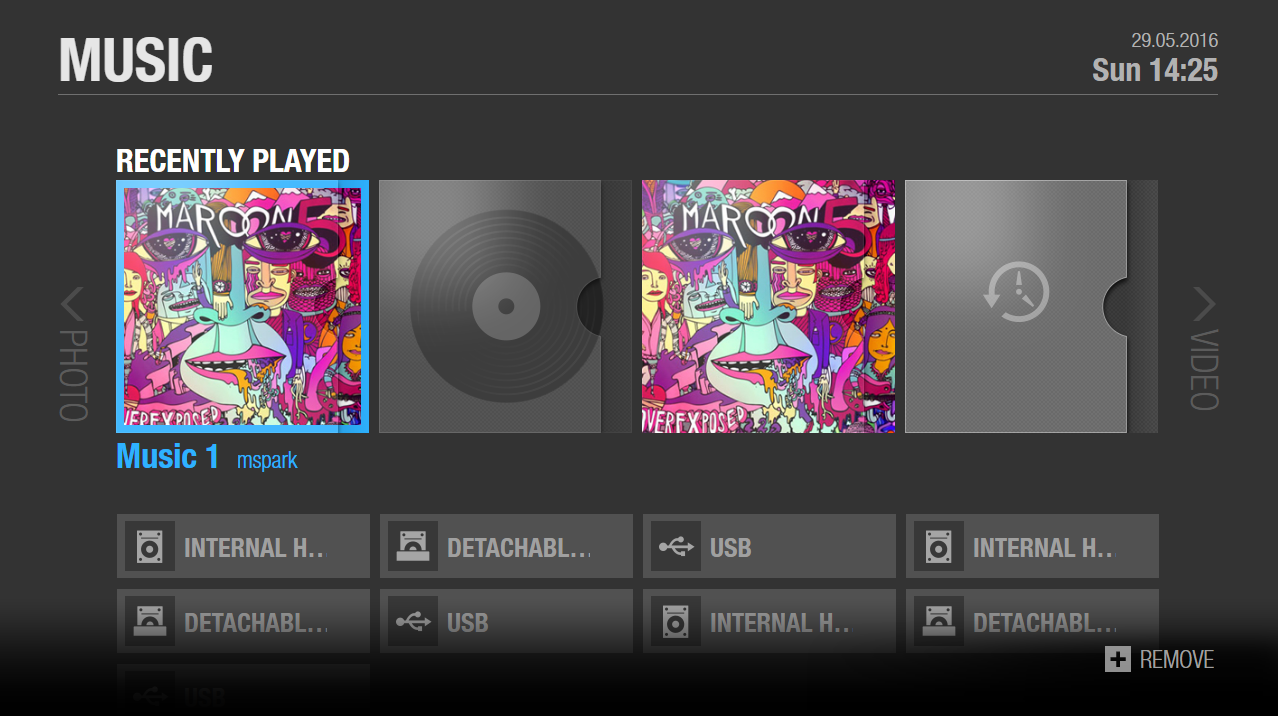 MUSIC
29.05.2016
Sun 14:25
RECENTLY PLAYED
MAROON 5
OVEREXPOSED
MAROON 5
OVEREXPOSED
PHOTO
VIDEO
Music 1 mspark
INTERNAL H... DETACHABL... USB INTERNAL H...
DETACHABL... USB INTERNAL H... DETACHABL...
REMOVE
USB